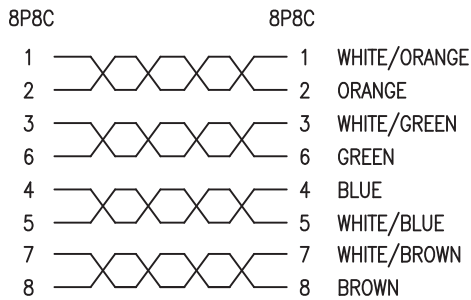 8P8C 8P8C
1 1 WHITE/ORANGE
2 2 ORANGE
3 3 WHITE/GREEN
6 6 GREEN
4 4 BLUE
5 5 WHITE/BLUE
7 7 WHITE/BROWN
8 8 BROWN